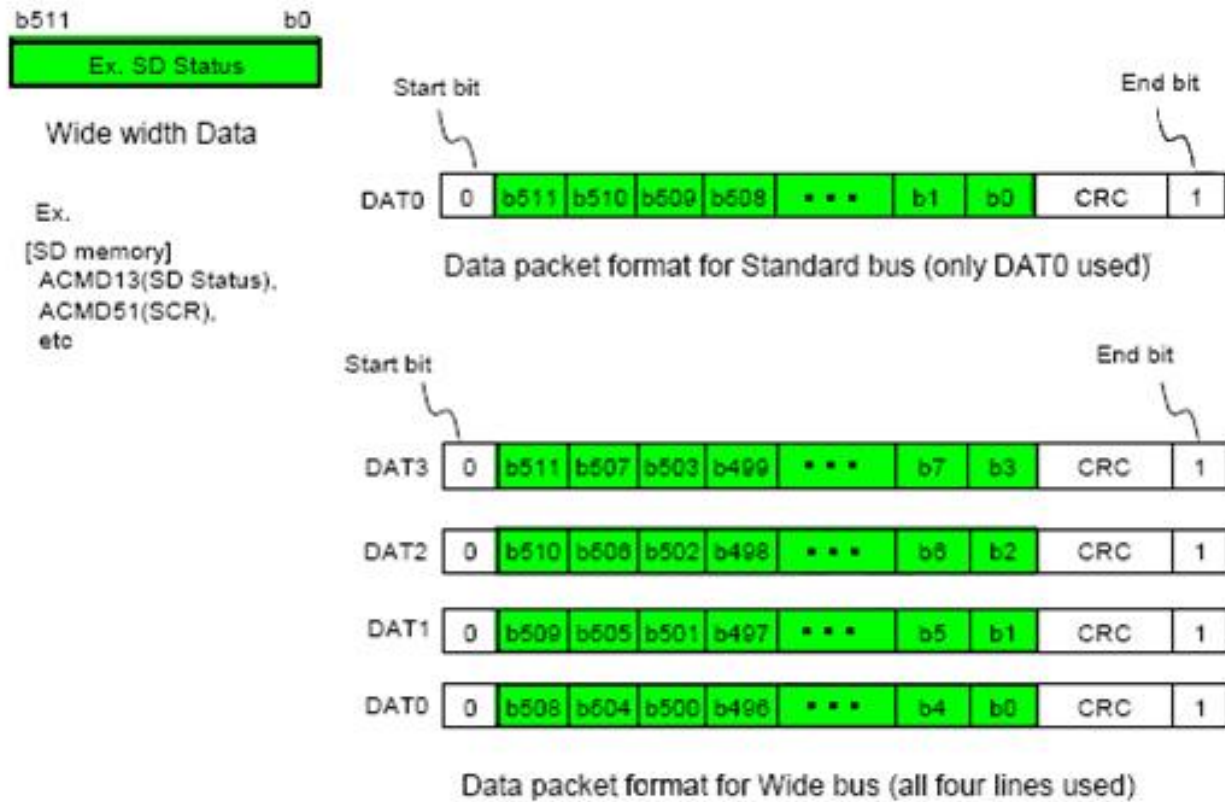 b511 b0
Ex. SD Status
Wide width Data
Ex.
[SD memory]
ACMD13(SD Status),
ACMD51(SCR),
etc
Start bit End bit
DAT0 0 b511 b510 b509 b508 ▪ ▪ ▪ b1 b0 CRC 1
Data packet format for Standard bus (only DAT0 used)
Start bit End bit
DAT3 0 b511 b507 b503 b499 ▪ ▪ ▪ b7 b3 CRC 1
DAT2 0 b510 b506 b502 b498 ▪ ▪ ▪ b6 b2 CRC 1
DAT1 0 b509 b505 b501 b497 ▪ ▪ ▪ b5 b1 CRC 1
DAT0 0 b508 b504 b500 b496 ▪ ▪ ▪ b4 b0 CRC 1
Data packet format for Wide bus (all four lines used)